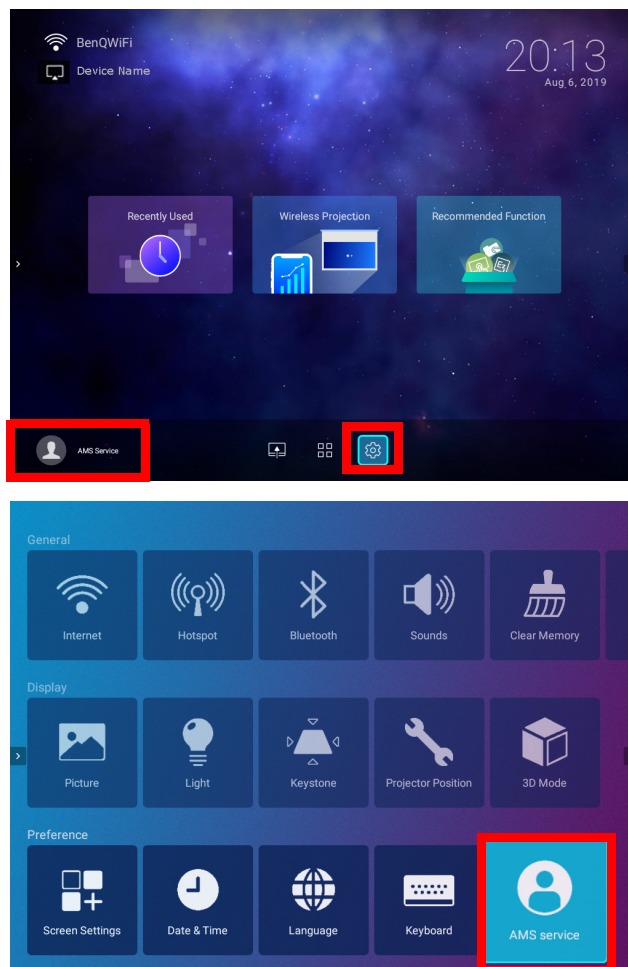 BenQWiFi
Device Name
20:13
Aug 6, 2019
Recently Used
Wireless Projection
Recommended Function
AMS Service
General
Internet
Hotspot
Bluetooth
Sounds
Clear Memory
Display
Picture
Light
Keystone
Projector Position
3D Mode
Preference
Screen Settings
Date & Time
Language
Keyboard
AMS service